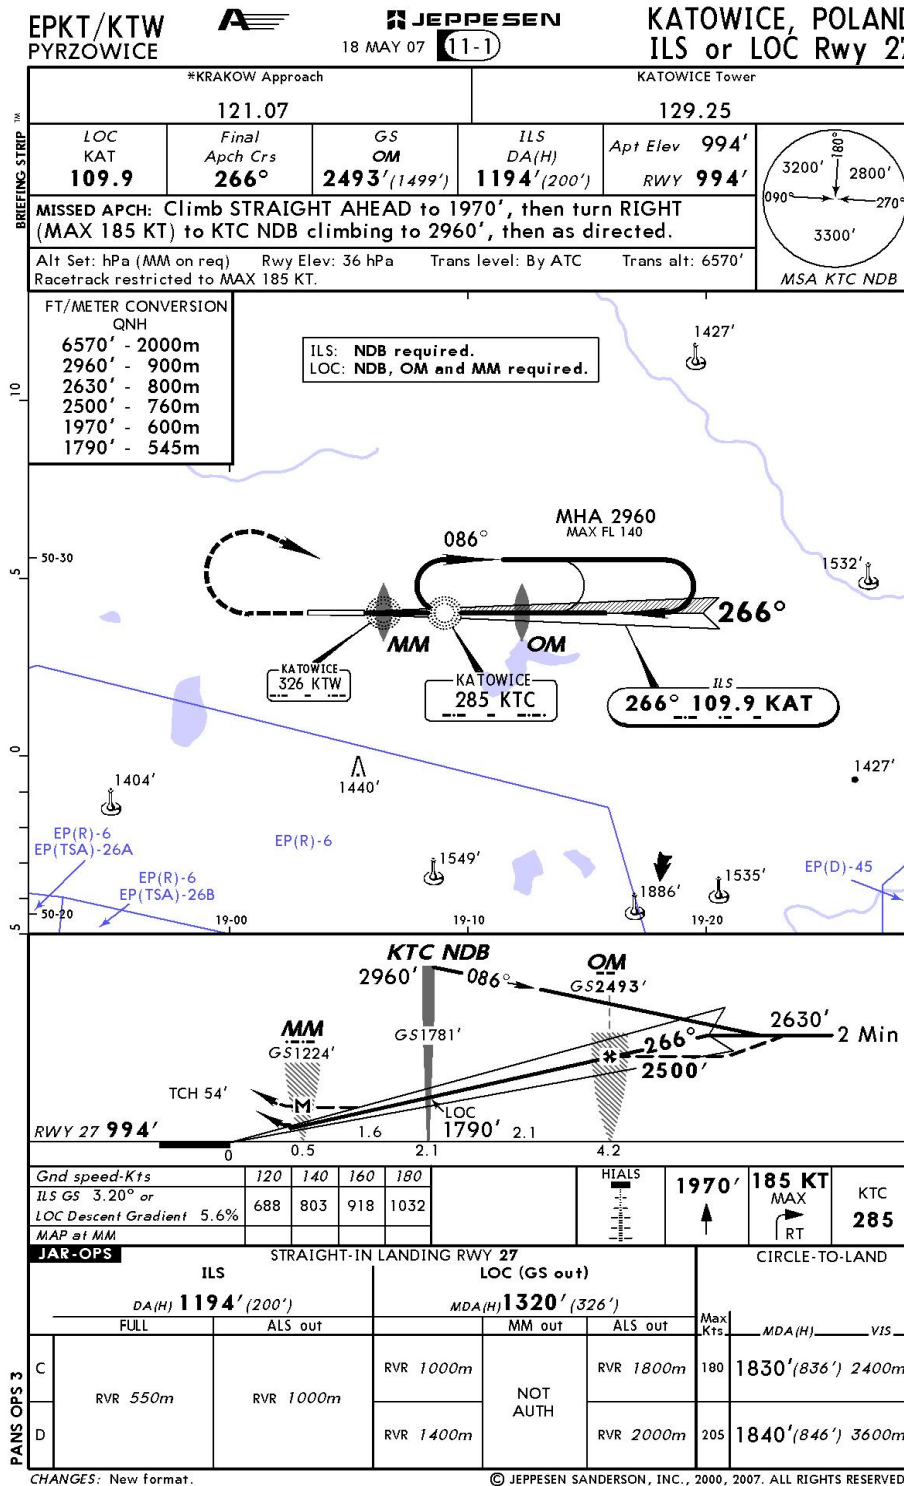 EPKT/KTW
PYRZOWICE
JEPPESEN
18 MAY 07 11-1
KATOWICE, POLAND
ILS or LOC Rwy 27
BRIEFING STRIP TM
*KRAKOW Approach
121.07
KATOWICE Tower
129.25
LOC
KAT
109.9
Final
Apch Crs
266°
GS
OM
2493'(1499')
ILS
DA(H)
1194'(200')
Apt Elev 994'
RWY 994'
MISSED APCH: Climb STRAIGHT AHEAD to 1970', then turn RIGHT
(MAX 185 KT) to KTC NDB climbing to 2960', then as directed.
Alt Set: hPa (MM on req) Rwy Elev: 36 hPa Trans level: By ATC Trans alt: 6570'
Racetrack restricted to MAX 185 KT.
180°
3200' 2800'
090° 270°
3300'
MSA KTC NDB
FT/METER CONVERSION
QNH
6570' - 2000m
2960' - 900m
2630' - 800m
2500' - 760m
1970' - 600m
1790' - 545m
ILS: NDB required.
LOC: NDB, OM and MM required.
1427'
10
MHA 2960
MAX FL 140
086°
50-30
1532'
5
266°
MM
OM
KATOWICE
326 KTW
KATOWICE
285 KTC
ILS
266° 109.9 KAT
0
1404'
1440'
1427'
EP(R)-6
EP(TSA)-26A
EP(R)-6
EP(R)-6
EP(TSA)-26B
1549'
1886'
1535'
EP(D)-45
50-20
5
19-00
19-10
19-20
KTC NDB
2960'
086°
OM
GS2493'
MM
GS1224'
GS1781'
2630'
2 Min
266°
2500'
TCH 54'
M
LOC
1790'
RWY 27 994'
1.6
2.1
0
0.5
2.1
4.2
Gnd speed-Kts 120 140 160 180
ILS GS 3.20° or
LOC Descent Gradient 5.6% 688 803 918 1032
MAP at MM
HIALS
1970'
185 KT
MAX
RT
KTC
285
JAR-OPS
STRAIGHT-IN LANDING RWY 27
CIRCLE-TO-LAND
ILS
LOC (GS out)
DA(H) 1194'(200')
MDA(H) 1320'(326')
FULL
ALS out
MM out
ALS out
Max
Kts
MDA(H)
VIS
C
RVR 550m
RVR 1000m
RVR 1000m
NOT
AUTH
RVR 1800m
180 1830'(836') 2400m
D
RVR 1400m
RVR 2000m
205 1840'(846') 3600m
PANS OPS 3
CHANGES: New format.
© JEPPESEN SANDERSON, INC., 2000, 2007. ALL RIGHTS RESERVED